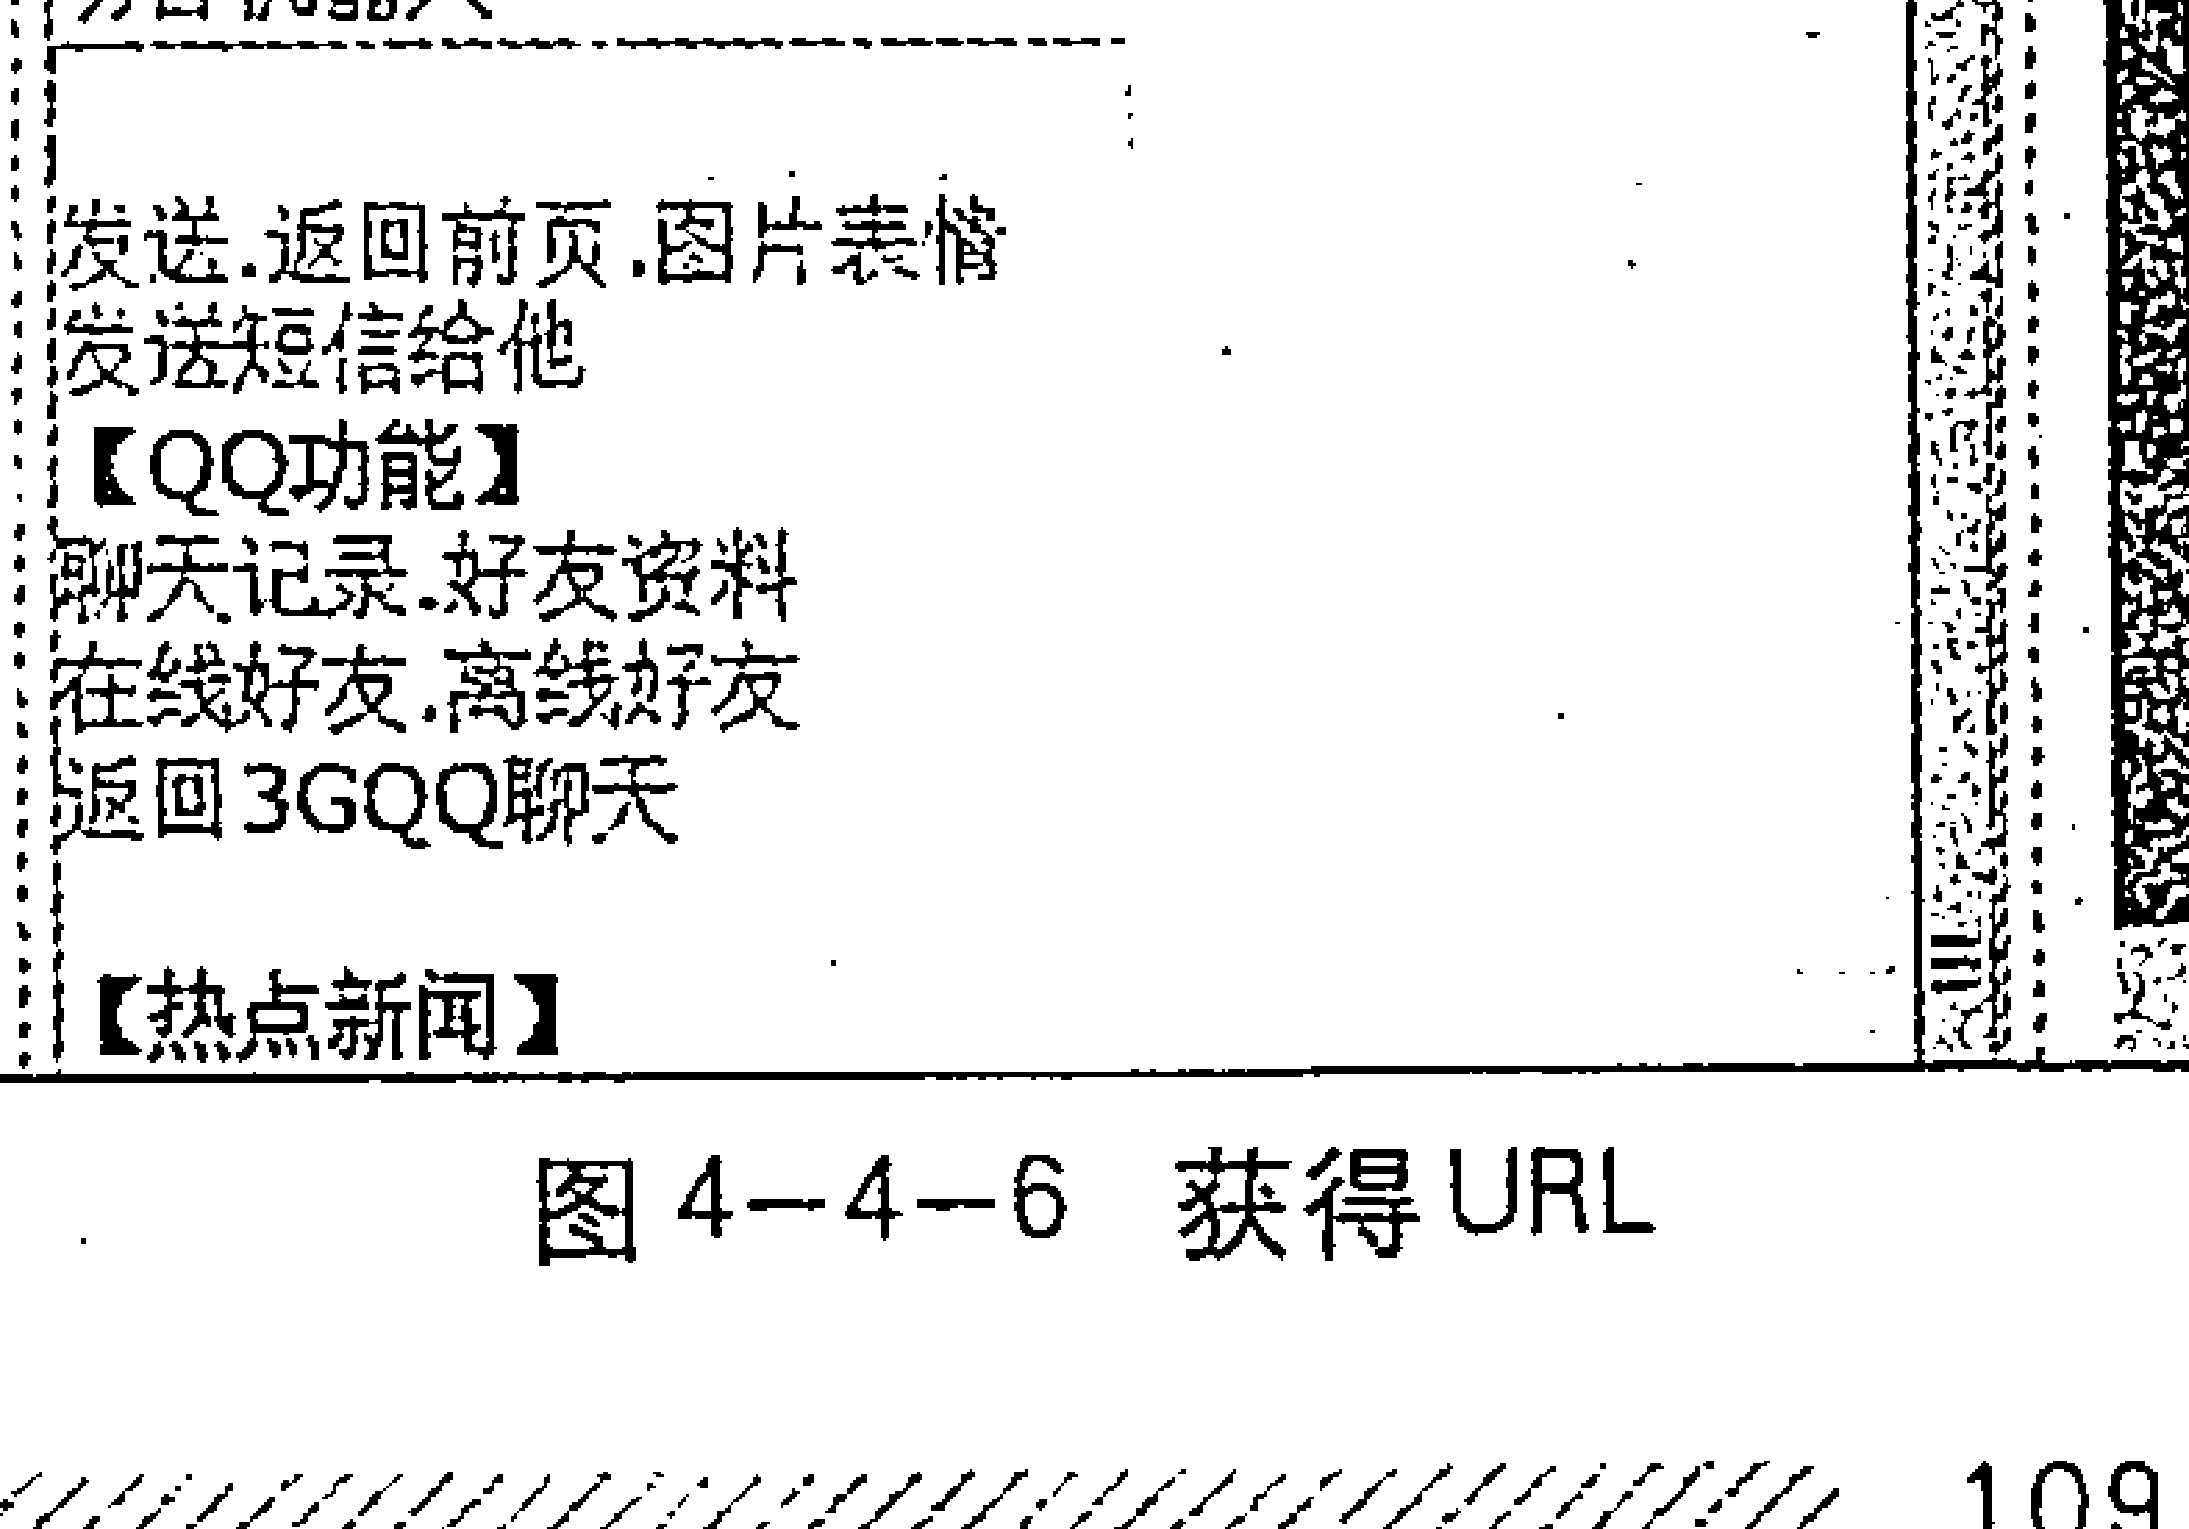 发送.返回前页.图片表情
发送短信给他
【QQ功能】
聊天记录.好友资料
在线好友.离线好友
返回3GQQ聊天
【热点新闻】
图 4-4-6 获得URL
109